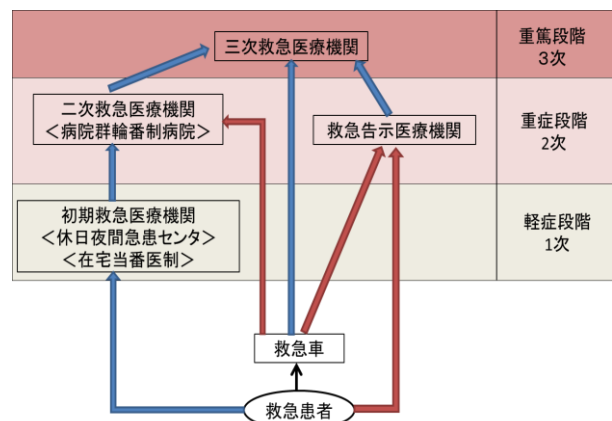 三次救急医療機関
重篤段階
3次
二次救急医療機関
<病院群輪番制病院>
救急告示医療機関
重症段階
2次
初期救急医療機関
<休日夜間急患センタ>
<在宅当番医制>
軽症段階
1次
救急車
救急患者